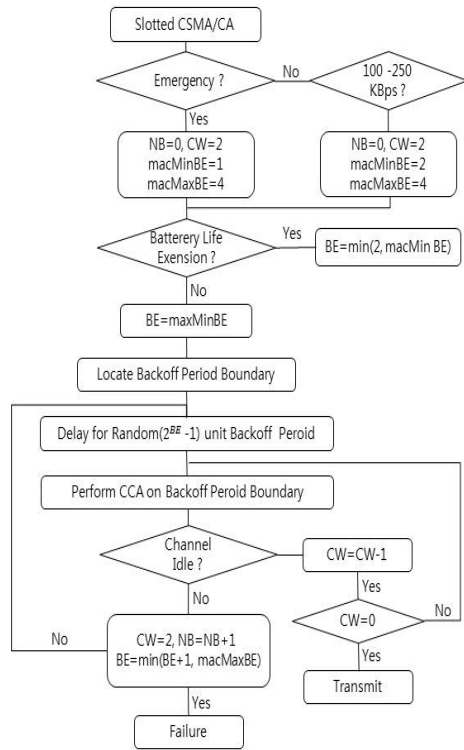 Slotted CSMA/CA
Emergency ?
No
100 -250
KBps ?
Yes
NB=0, CW=2
macMinBE=1
macMaxBE=4
NB=0, CW=2
macMinBE=2
macMaxBE=4
Batterery Life
Exension ?
Yes
BE=min(2, macMin BE)
No
BE=maxMinBE
Locate Backoff Period Boundary
Delay for Random(2^BE -1) unit Backoff Peroid
Perform CCA on Backoff Peroid Boundary
Channel
Idle ?
CW=CW-1
Yes
No
CW=0
No
No
CW=2, NB=NB+1
BE=min(BE+1, macMaxBE)
Yes
Transmit
Yes
Failure